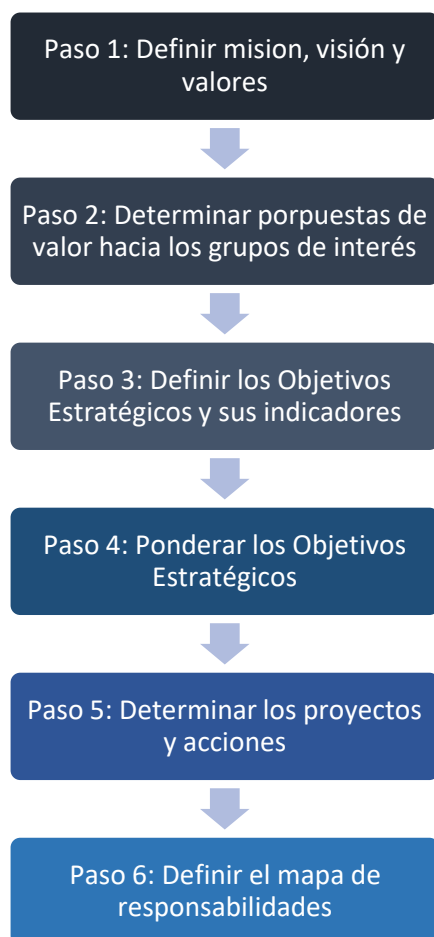 Paso 1: Definir mision, visión y
valores
Paso 2: Determinar porpuestas de
valor hacia los grupos de interés
Paso 3: Definir los Objetivos
Estratégicos y sus indicadores
Paso 4: Ponderar los Objetivos
Estratégicos
Paso 5: Determinar los proyectos
y acciones
Paso 6: Definir el mapa de
responsabilidades